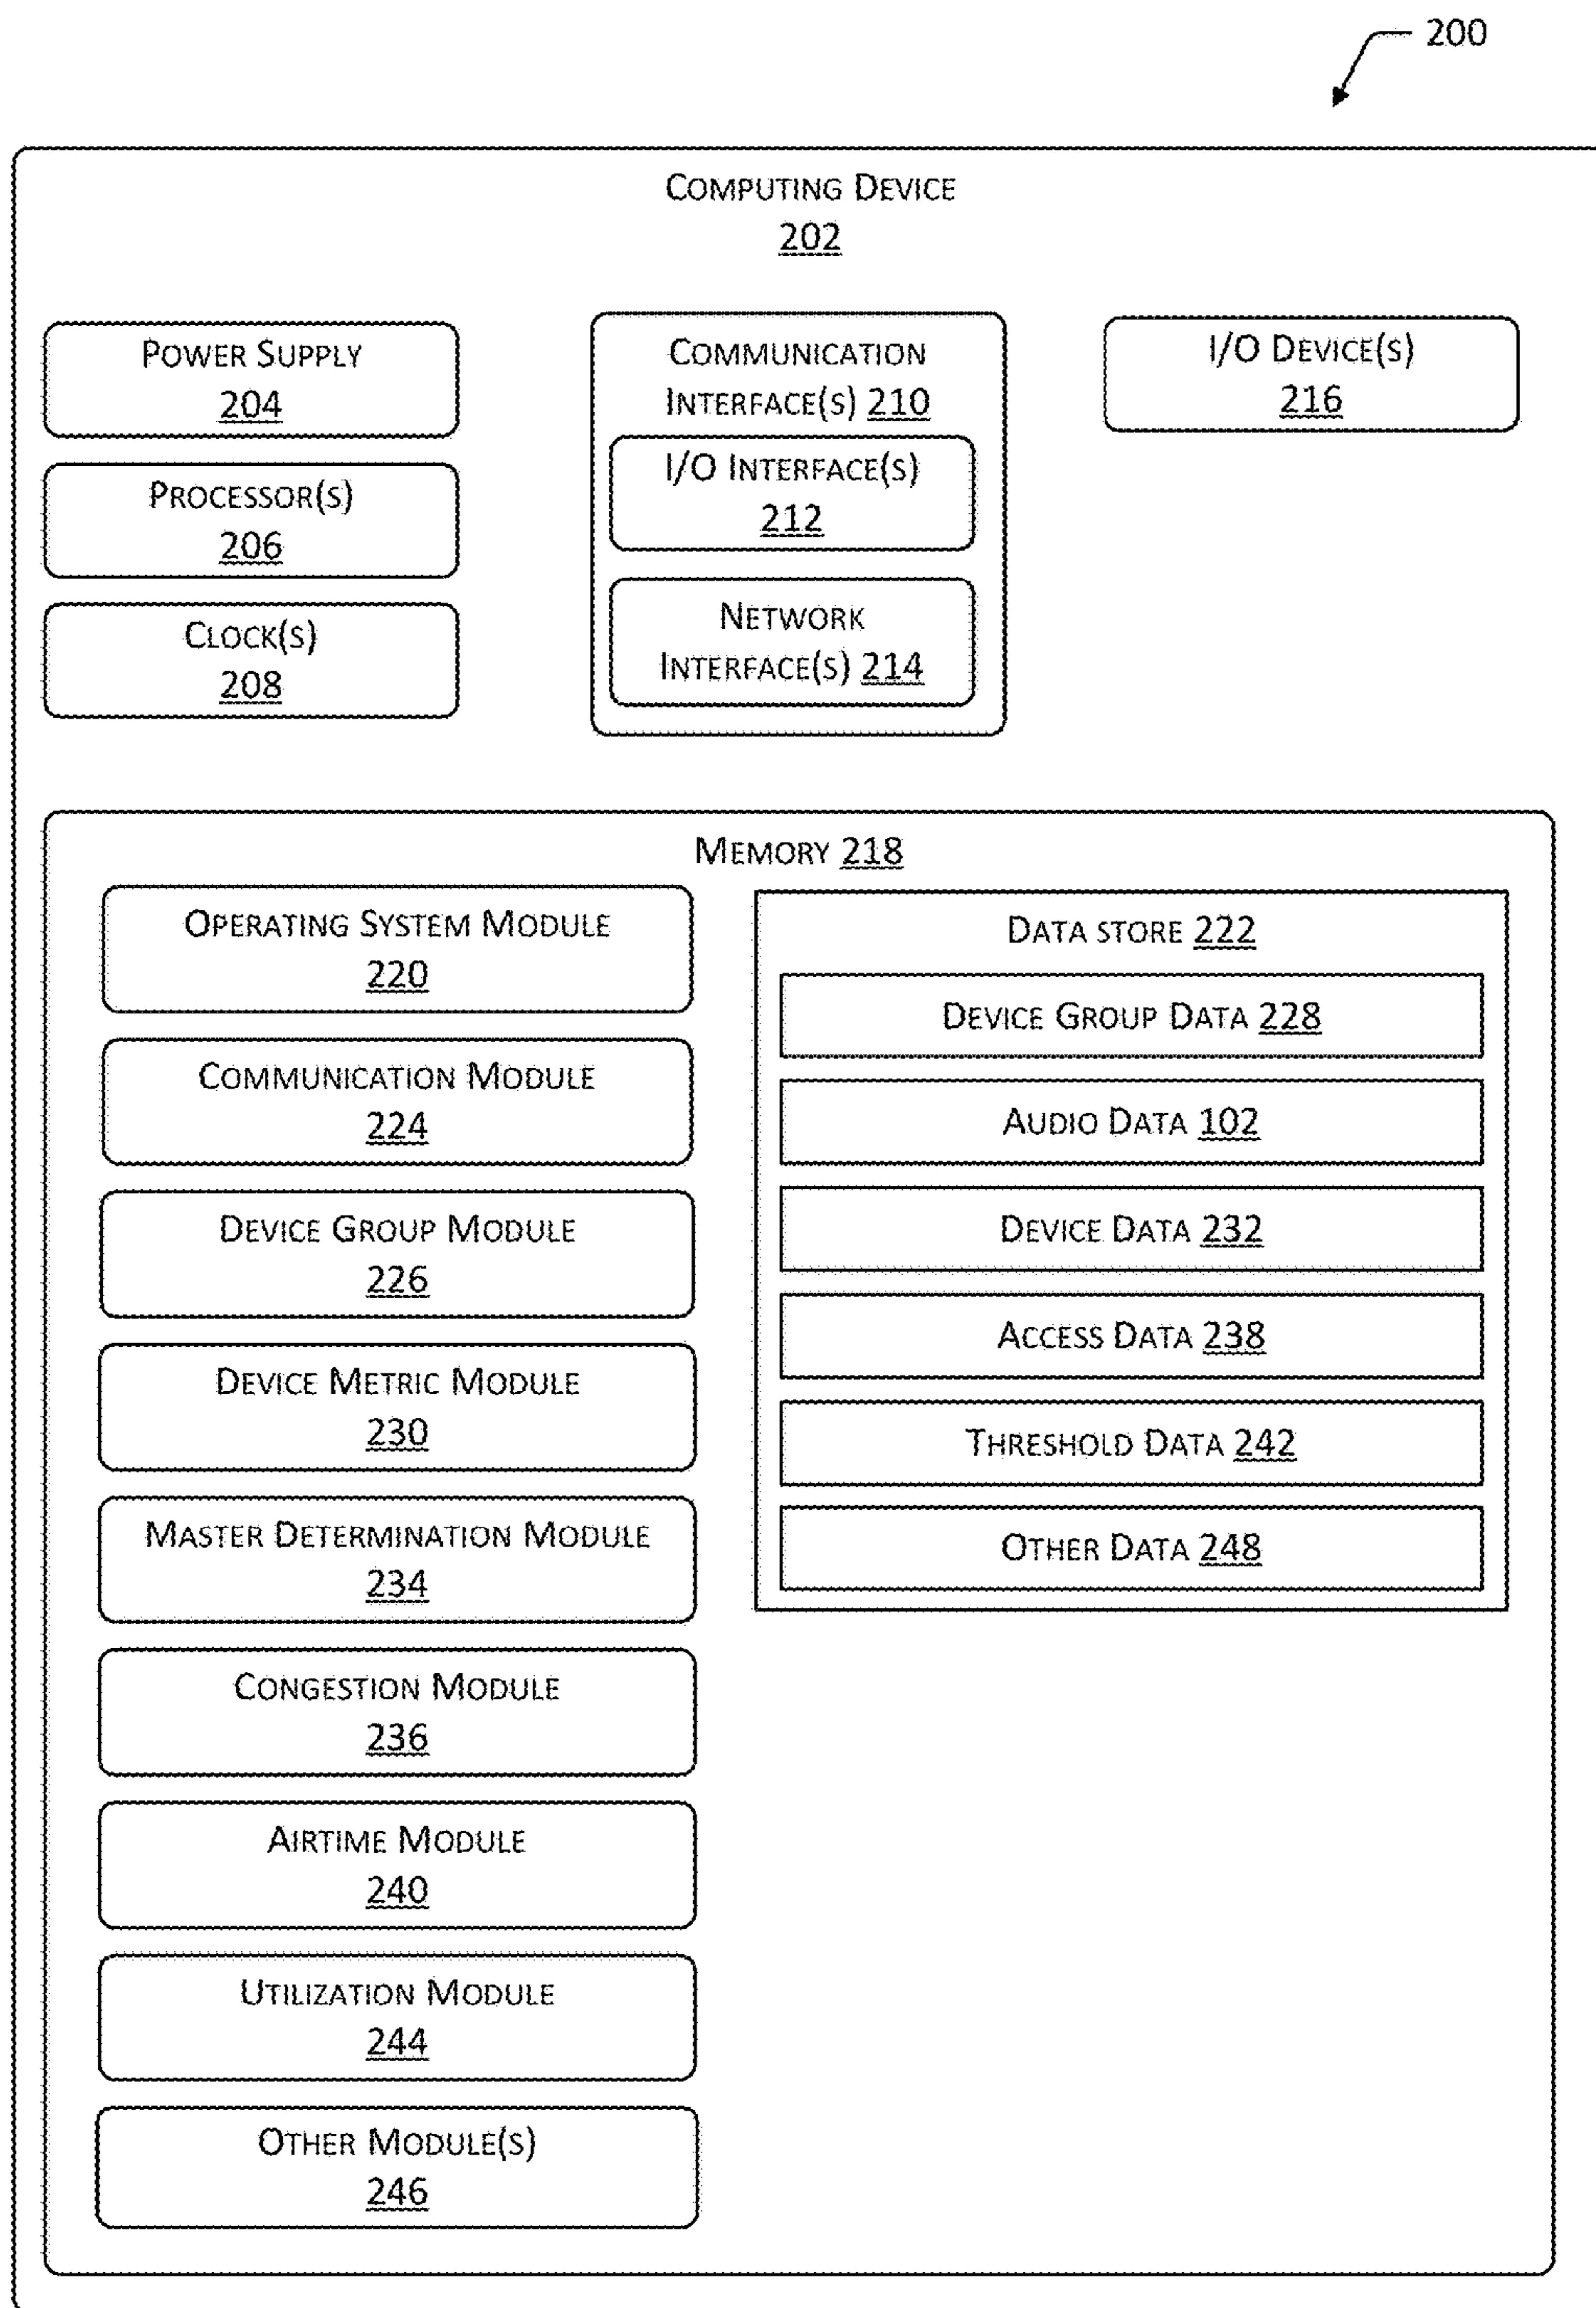 200
COMPUTING DEVICE
202
POWER SUPPLY
204
PROCESSOR(S)
206
CLOCK(S)
208
COMMUNICATION
INTERFACE(S) 210
I/O INTERFACE(S)
212
NETWORK
INTERFACE(S) 214
I/O DEVICE(S)
216
MEMORY 218
OPERATING SYSTEM MODULE
220
COMMUNICATION MODULE
224
DEVICE GROUP MODULE
226
DEVICE METRIC MODULE
230
MASTER DETERMINATION MODULE
234
CONGESTION MODULE
236
AIRTIME MODULE
240
UTILIZATION MODULE
244
OTHER MODULE(S)
246
DATA STORE 222
DEVICE GROUP DATA 228
AUDIO DATA 102
DEVICE DATA 232
ACCESS DATA 238
THRESHOLD DATA 242
OTHER DATA 248